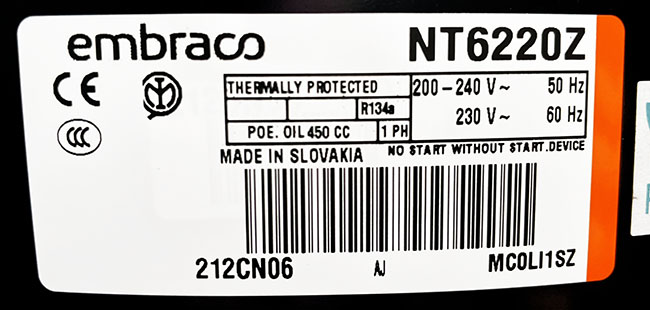 embraco NT6220Z
CE
CCC
THERMALLY PROTECTED
R134a
POE. OIL 450 CC 1 PH
200-240 V~ 50 Hz
230 V~ 60 Hz
MADE IN SLOVAKIA NO START WITHOUT START.DEVICE
212CN06 AJ MC0LI1SZ